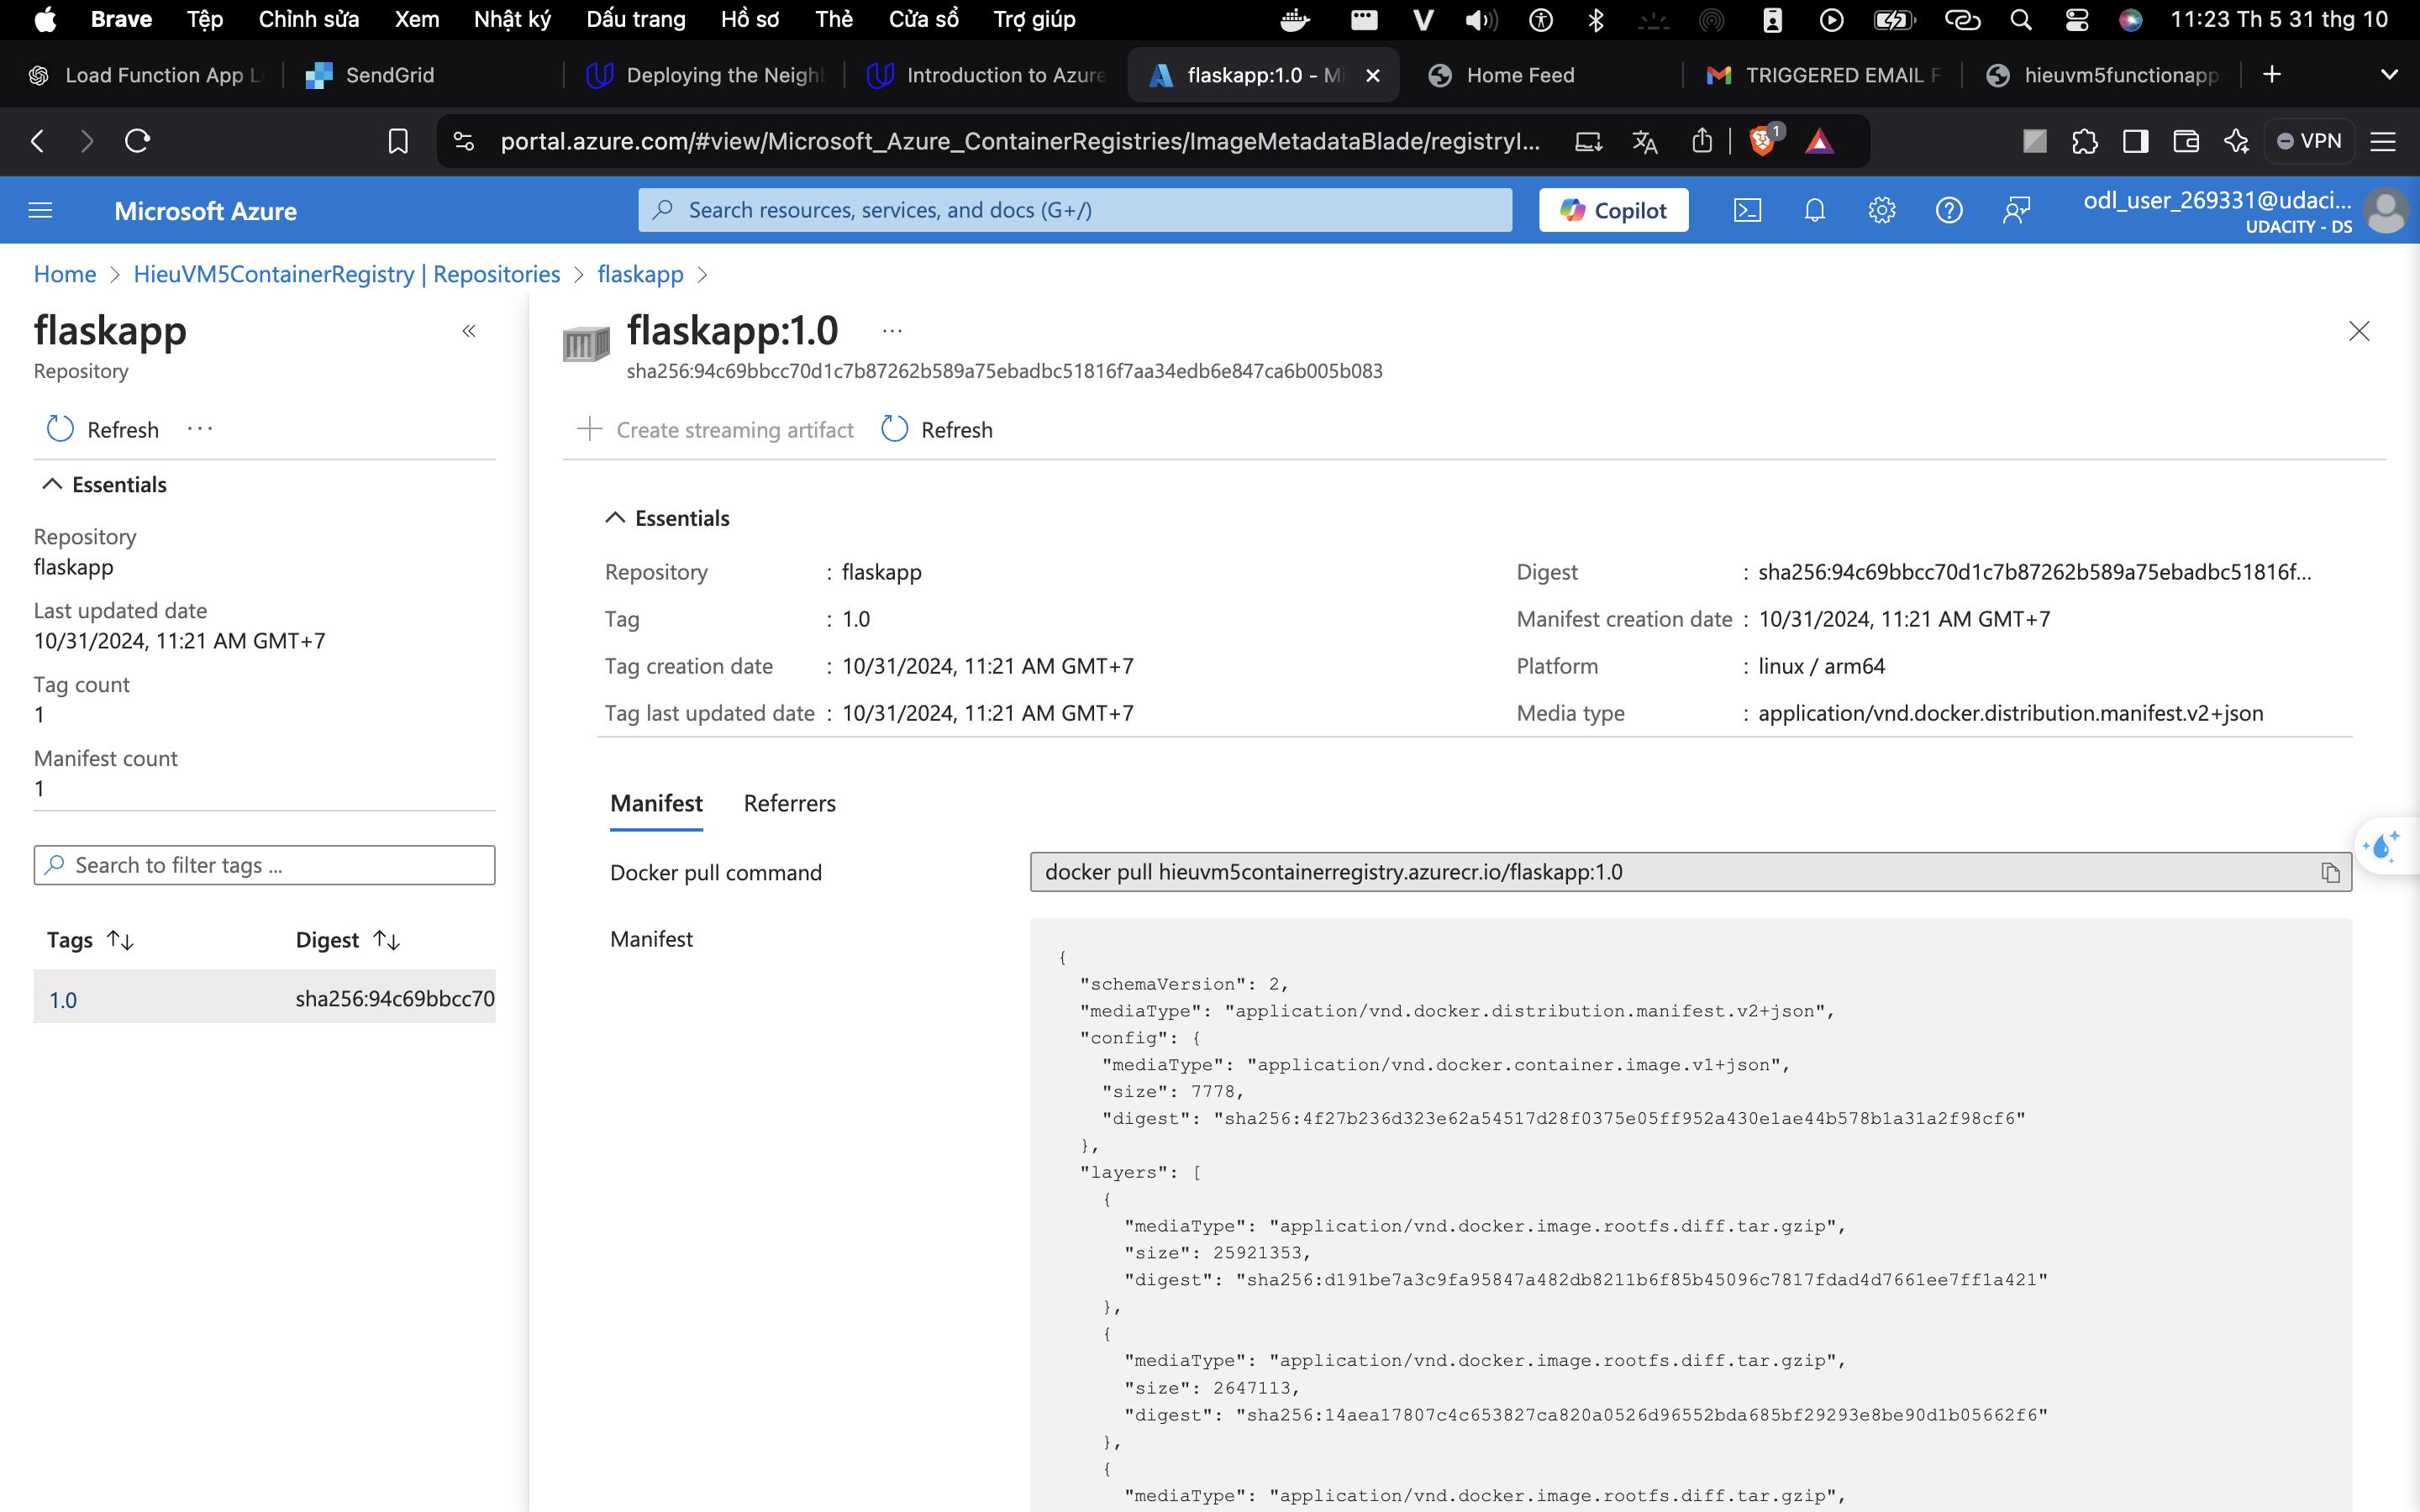 Brave Tệp Chỉnh sửa Xem Nhật ký Dấu trang Hồ sơ Thẻ Cửa sổ Trợ giúp 11:23 Th 5 31 thg 10
Load Function App L SendGrid Deploying the Neigh Introduction to Azure flaskapp:1.0 - Mi Home Feed TRIGGERED EMAIL F hieuvm5functionapp
portal.azure.com/#view/Microsoft_Azure_ContainerRegistries/ImageMetadataBlade/registryI... 1 VPN
Microsoft Azure Search resources, services, and docs (G+/) Copilot odl_user_269331@udaci...
UDACITY - DS
Home > HieuVM5ContainerRegistry | Repositories > flaskapp >
flaskapp
Repository
Refresh ...
Essentials
Repository
flaskapp
Last updated date
10/31/2024, 11:21 AM GMT+7
Tag count
1
Manifest count
1
Search to filter tags ...
Tags Digest
1.0 sha256:94c69bbcc70
flaskapp:1.0 ...
sha256:94c69bbcc70d1c7b87262b589a75ebadbc51816f7aa34edb6e847ca6b005b083
Create streaming artifact Refresh
Essentials
Repository : flaskapp Digest : sha256:94c69bbcc70d1c7b87262b589a75ebadbc51816f...
Tag : 1.0 Manifest creation date : 10/31/2024, 11:21 AM GMT+7
Tag creation date : 10/31/2024, 11:21 AM GMT+7 Platform : linux / arm64
Tag last updated date : 10/31/2024, 11:21 AM GMT+7 Media type : application/vnd.docker.distribution.manifest.v2+json
Manifest Referrers
Docker pull command docker pull hieuvm5containerregistry.azurecr.io/flaskapp:1.0
Manifest
{
"schemaVersion": 2,
"mediaType": "application/vnd.docker.distribution.manifest.v2+json",
"config": {
"mediaType": "application/vnd.docker.container.image.v1+json",
"size": 7778,
"digest": "sha256:4f27b236d323e62a54517d28f0375e05ff952a430e1ae44b578b1a31a2f98cf6"
},
"layers": [
{
"mediaType": "application/vnd.docker.image.rootfs.diff.tar.gzip",
"size": 25921353,
"digest": "sha256:d191be7a3c9fa95847a482db8211b6f85b45096c7817fdad4d7661ee7ff1a421"
},
{
"mediaType": "application/vnd.docker.image.rootfs.diff.tar.gzip",
"size": 2647113,
"digest": "sha256:14aea17807c4c653827ca820a0526d96552bda685bf29293e8be90d1b05662f6"
},
{
"mediaType": "application/vnd.docker.image.rootfs.diff.tar.gzip",